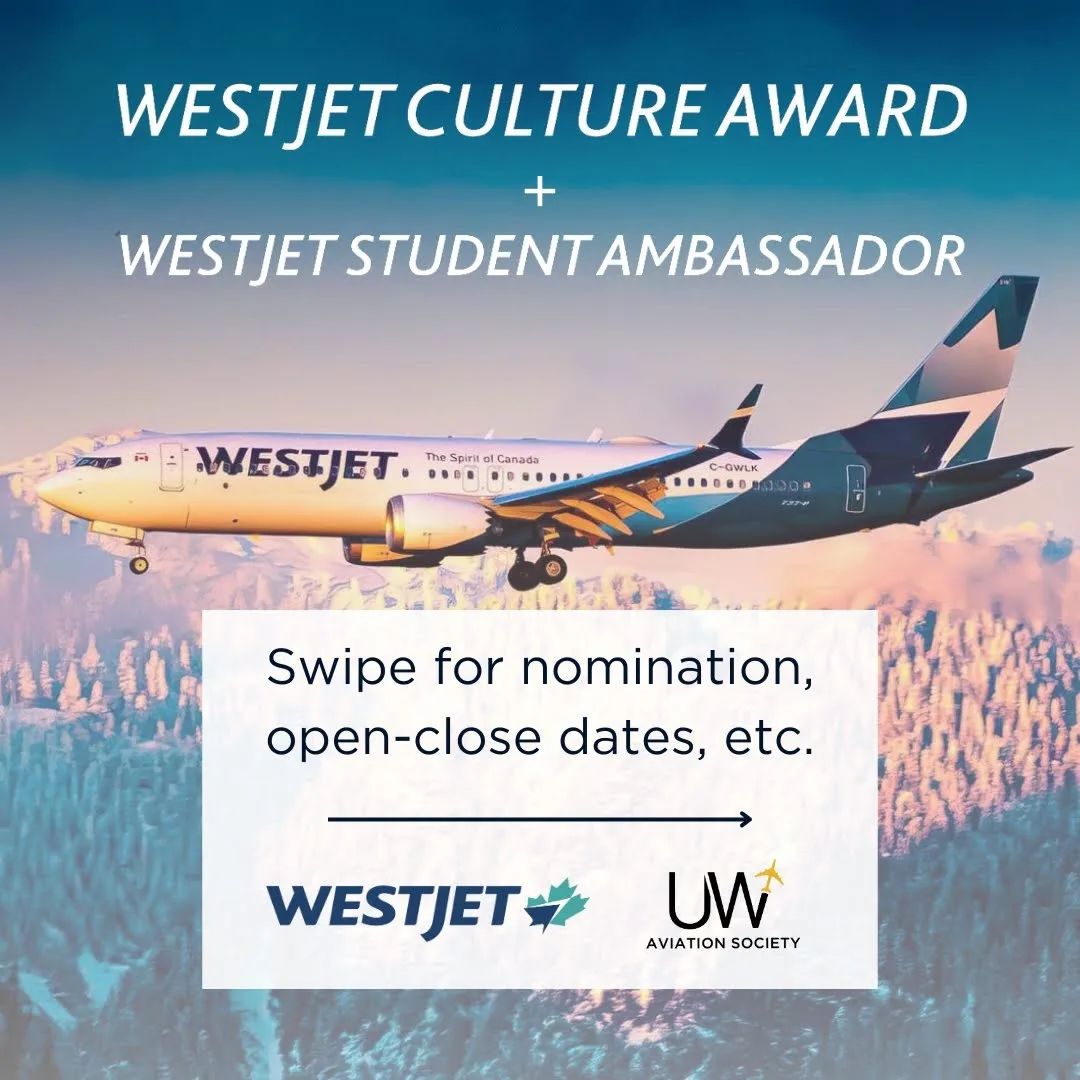 WESTJET CULTURE AWARD
+
WESTJET STUDENT AMBASSADOR
WESTJET
The Spirit of Canada
C-GWLK
Swipe for nomination,
open-close dates, etc.
WESTJET
UW
AVIATION SOCIETY